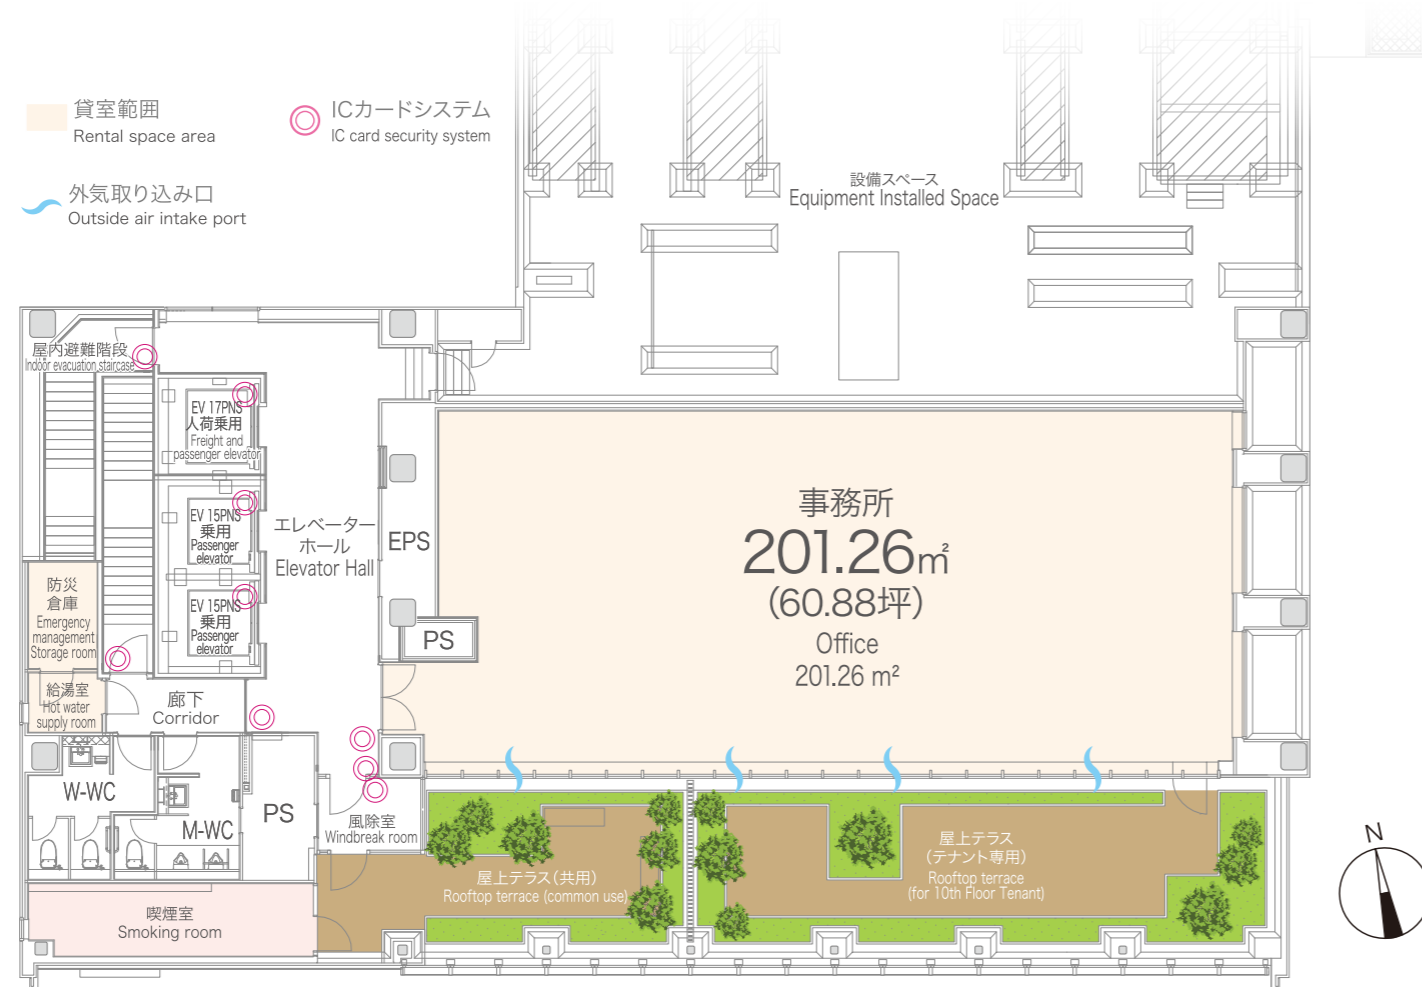 貸室範囲
Rental space area
ICカードシステム
IC card security system
外気取り込み口
Outside air intake port
設備スペース
Equipment Installed Space
屋内避難階段
Indoor evacuation staircase
EV 17PNS
人荷乗用
Freight and
passenger elevator
EV 15PNS
乗用
Passenger
elevator
EV 15PNS
乗用
Passenger
elevator
エレベーター
ホール
Elevator Hall
EPS
PS
事務所
201.26㎡
(60.88坪)
Office
201.26 m²
防災
倉庫
Emergency
management
Storage room
給湯室
Hot water
supply room
廊下
Corridor
W-WC
M-WC
PS
風除室
Windbreak room
屋上テラス(共用)
Rooftop terrace (common use)
屋上テラス
(テナント専用)
Rooftop terrace
(for 10th Floor Tenant)
喫煙室
Smoking room
N